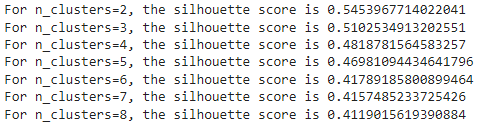 For n_clusters=2, the silhouette score is 0.5453967714022041
For n_clusters=3, the silhouette score is 0.5102534913202551
For n_clusters=4, the silhouette score is 0.4818781564583257
For n_clusters=5, the silhouette score is 0.46981094434641796
For n_clusters=6, the silhouette score is 0.41789185800899464
For n_clusters=7, the silhouette score is 0.4157485233725426
For n_clusters=8, the silhouette score is 0.4119015619390884